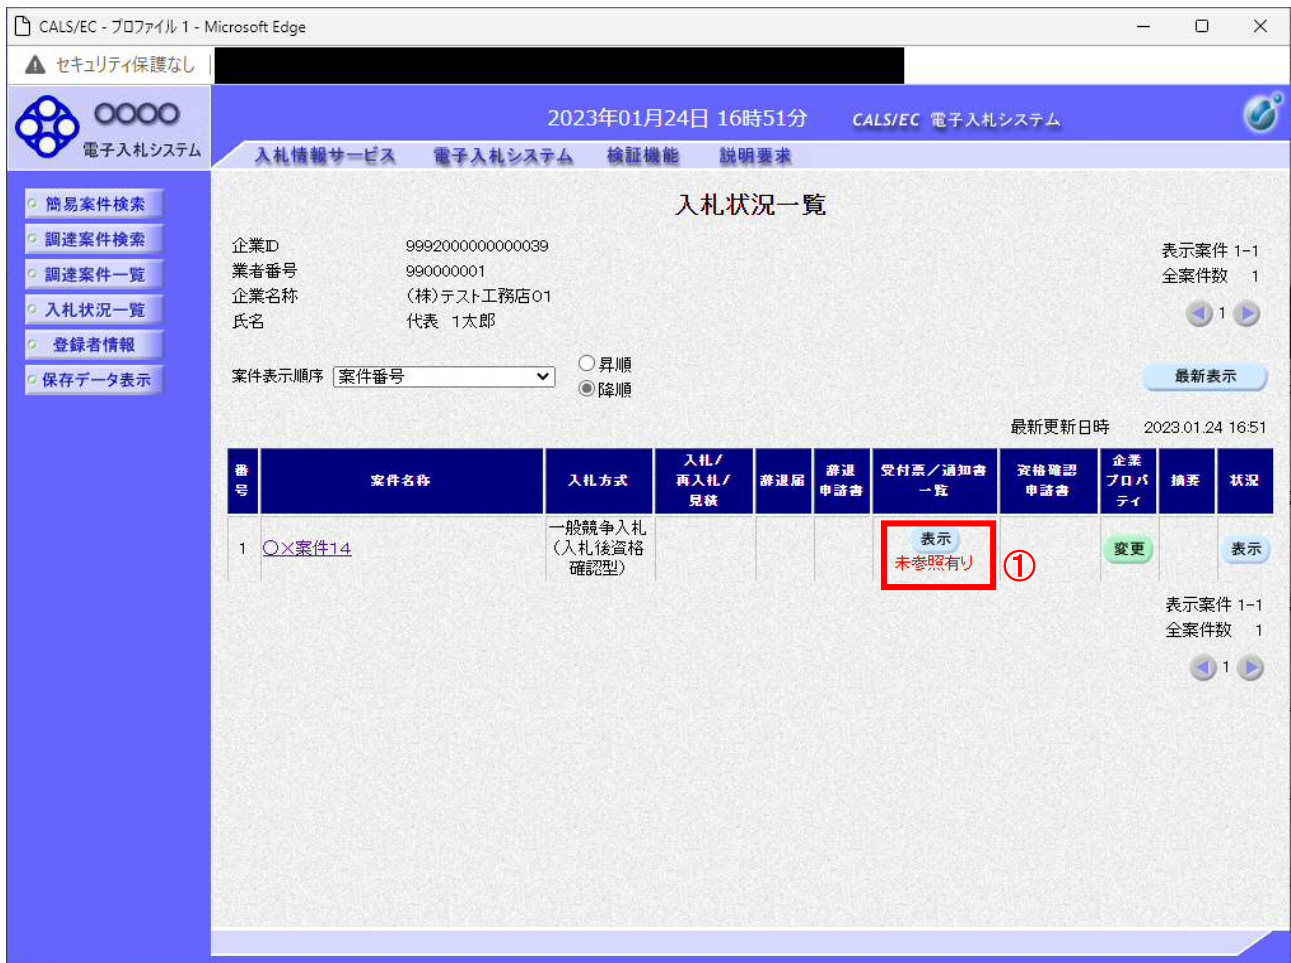 CALS/EC - プロファイル 1 - Microsoft Edge
セキュリティ保護なし
〇〇〇〇
電子入札システム
2023年01月24日 16時51分 CALS/EC 電子入札システム
入札情報サービス 電子入札システム 検証機能 説明要求
簡易案件検索
調達案件検索
調達案件一覧
入札状況一覧
登録者情報
保存データ表示
入札状況一覧
企業ID 9992000000000039
業者番号 990000001
企業名称 (株)テスト工務店01
氏名 代表 1太郎
表示案件 1-1
全案件数 1
1
案件表示順序 案件番号
昇順
降順
最新表示
最新更新日時 2023.01.24 16:51
番号
案件名称
入札方式
入札/
再入札/
見積
辞退届
辞退
申請書
受付票/通知書
一覧
資格確認
申請書
企業
プロパ
ティ
摘要
状況
1 〇×案件14
一般競争入札
(入札後資格
確認型)
表示
未参照有り
①
変更
表示
表示案件 1-1
全案件数 1
1